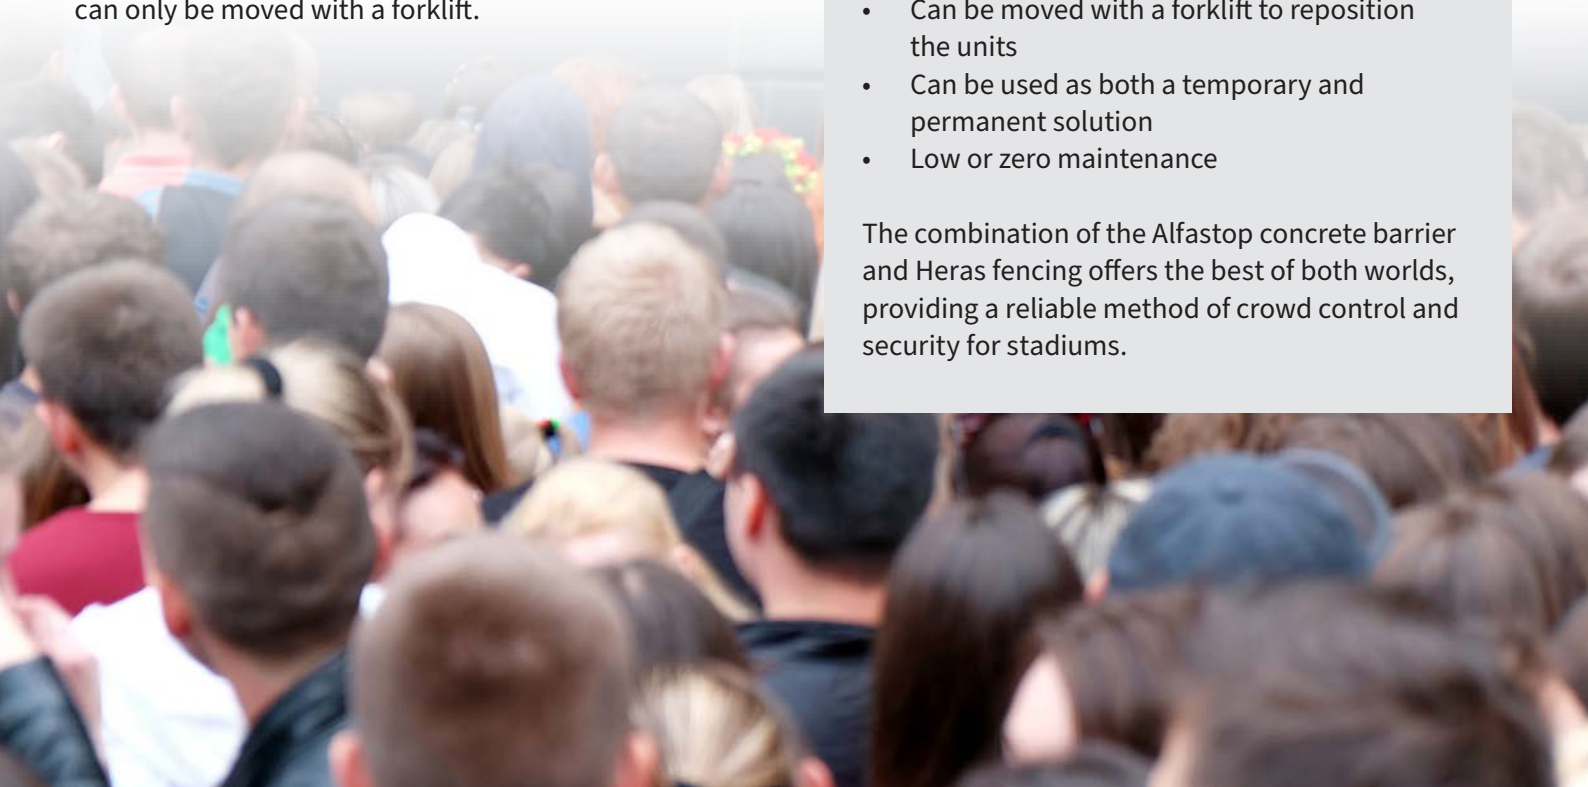 can only be moved with a forklift.
• Can be moved with a forklift to reposition
the units
• Can be used as both a temporary and
permanent solution
• Low or zero maintenance
The combination of the Alfastop concrete barrier
and Heras fencing offers the best of both worlds,
providing a reliable method of crowd control and
security for stadiums.